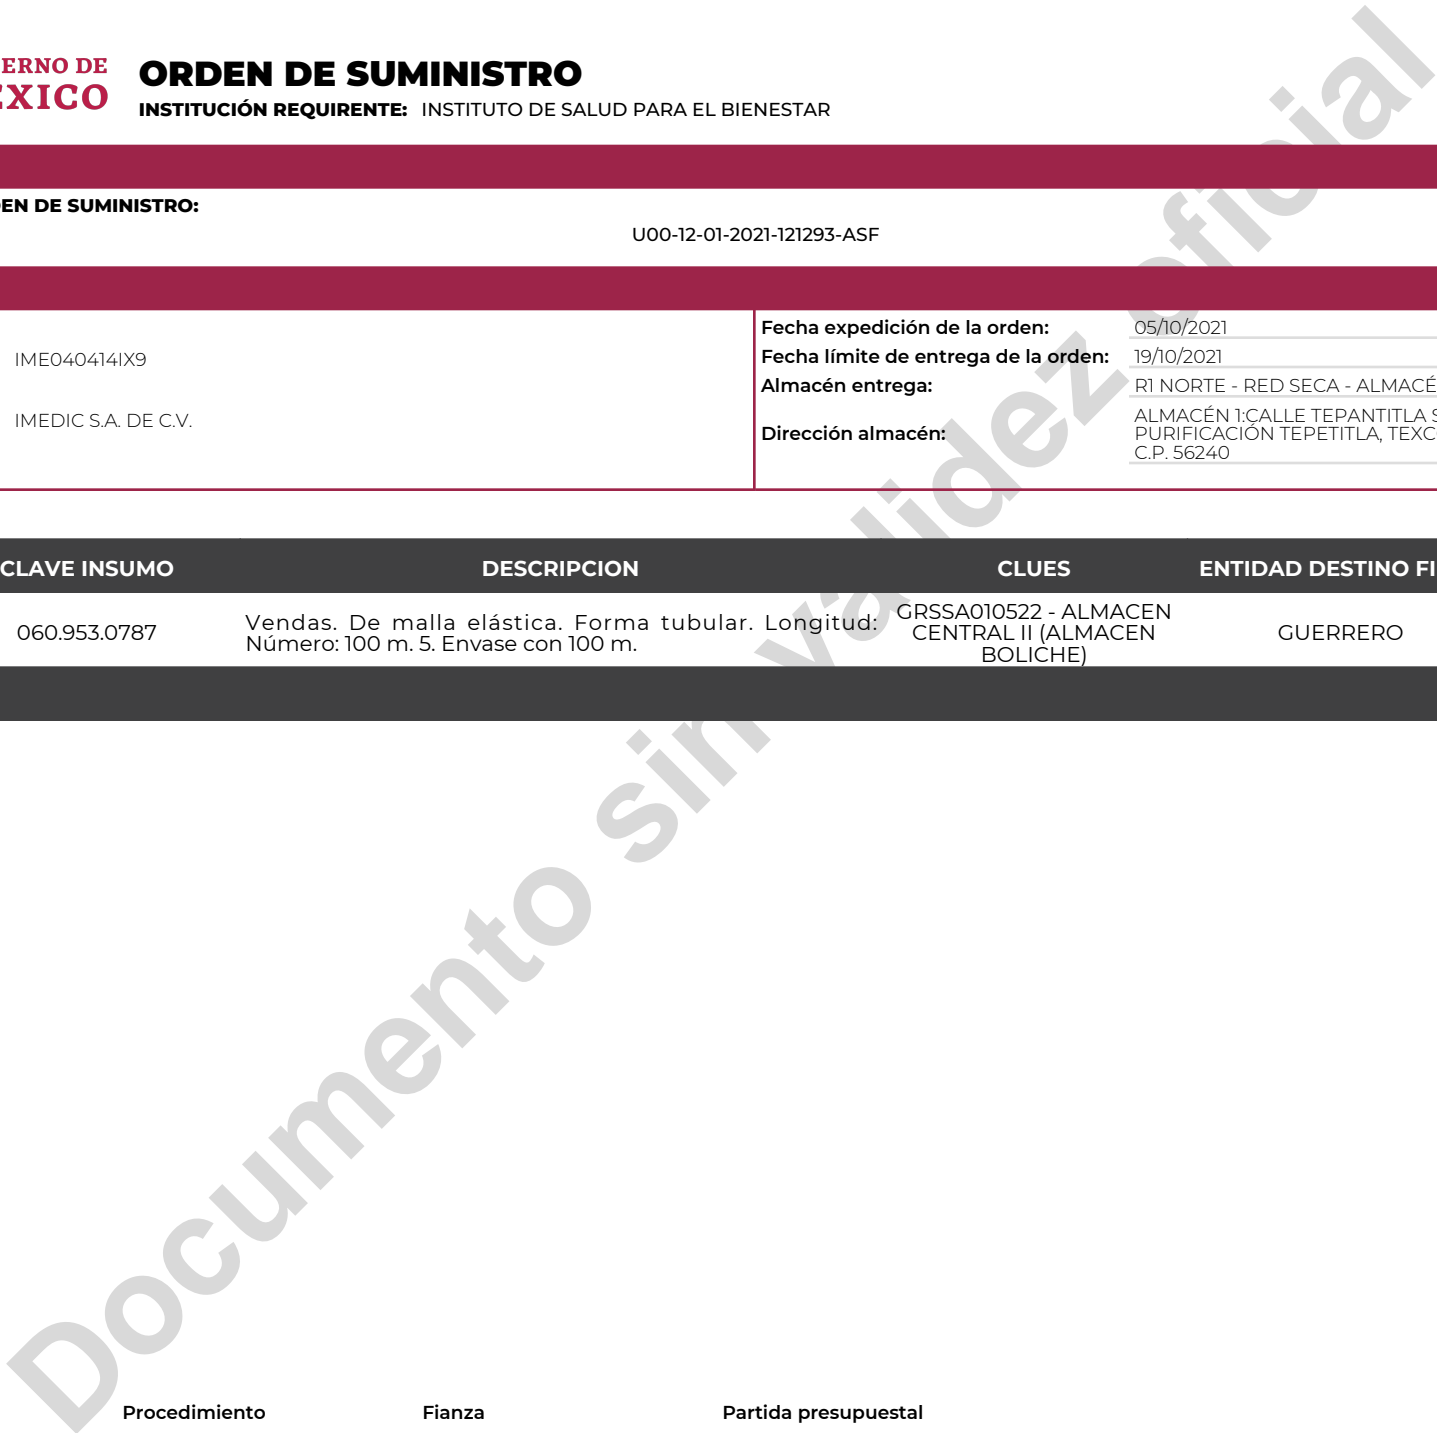 ERNO DE
EXICO
ORDEN DE SUMINISTRO
INSTITUCIÓN REQUIRENTE: INSTITUTO DE SALUD PARA EL BIENESTAR
EN DE SUMINISTRO:
U00-12-01-2021-121293-ASF
IME040414IX9
IMEDIC S.A. DE C.V.
Fecha expedición de la orden: 05/10/2021
Fecha límite de entrega de la orden: 19/10/2021
Almacén entrega: R1 NORTE - RED SECA - ALMACÉ
Dirección almacén: ALMACÉN 1:CALLE TEPANTITLA S
PURIFICACIÓN TEPETITLA, TEXC
C.P. 56240
CLAVE INSUMO DESCRIPCION CLUES ENTIDAD DESTINO FI
060.953.0787
Vendas. De malla elástica. Forma tubular. Longitud:
Número: 100 m. 5. Envase con 100 m.
GRSSA010522 - ALMACEN
CENTRAL II (ALMACEN
BOLICHE)
GUERRERO
Documento sin validez oficial
Procedimiento Fianza Partida presupuestal